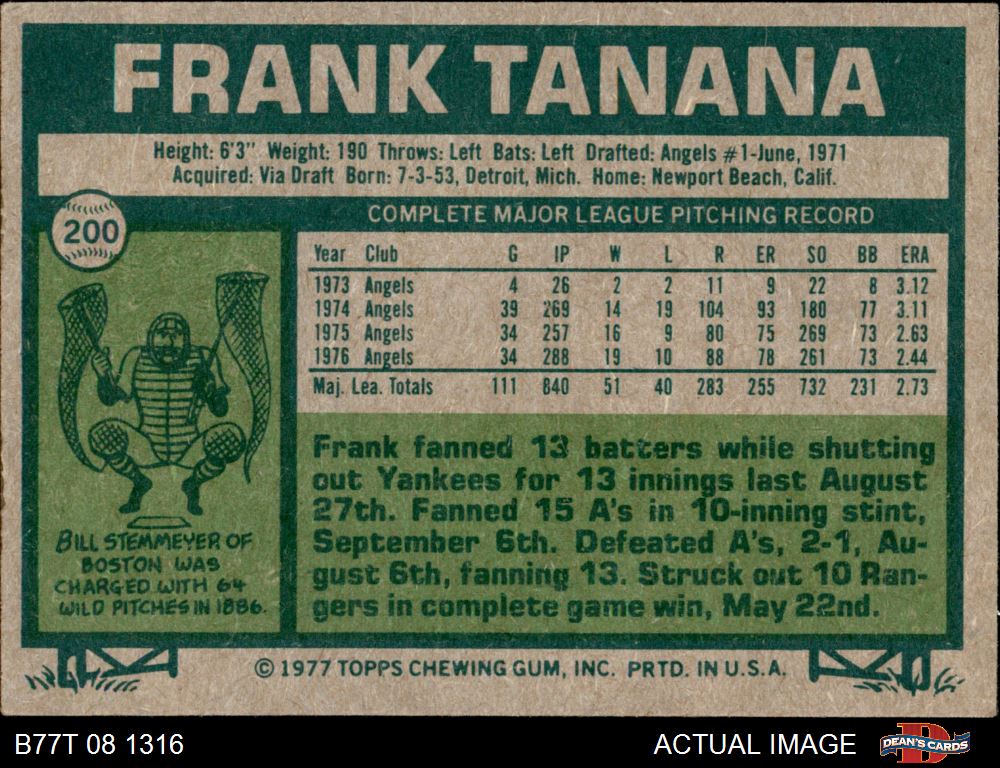 FRANK TANANA
Height: 6'3" Weight: 190 Throws: Left Bats: Left Drafted: Angels #1-June, 1971
Acquired: Via Draft Born: 7-3-53, Detroit, Mich. Home: Newport Beach, Calif.
200
COMPLETE MAJOR LEAGUE PITCHING RECORD
Year Club G IP W L R ER SO BB ERA
1973 Angels 4 26 2 2 11 9 22 8 3.12
1974 Angels 39 269 14 19 104 93 180 77 3.11
1975 Angels 34 257 16 9 80 75 269 73 2.63
1976 Angels 34 288 19 10 88 78 261 73 2.44
Maj. Lea. Totals 111 840 51 40 283 255 732 231 2.73
BILL STEMMEYER OF
BOSTON WAS
CHARGED WITH 64
WILD PITCHES IN 1886.
Frank fanned 13 batters while shutting
out Yankees for 13 innings last August
27th. Fanned 15 A's in 10-inning stint,
September 6th. Defeated A's, 2-1, Au-
gust 6th, fanning 13. Struck out 10 Ran-
gers in complete game win, May 22nd.
© 1977 TOPPS CHEWING GUM, INC. PRTD. IN U.S.A.
B77T 08 1316
ACTUAL IMAGE
DEAN'S CARDS